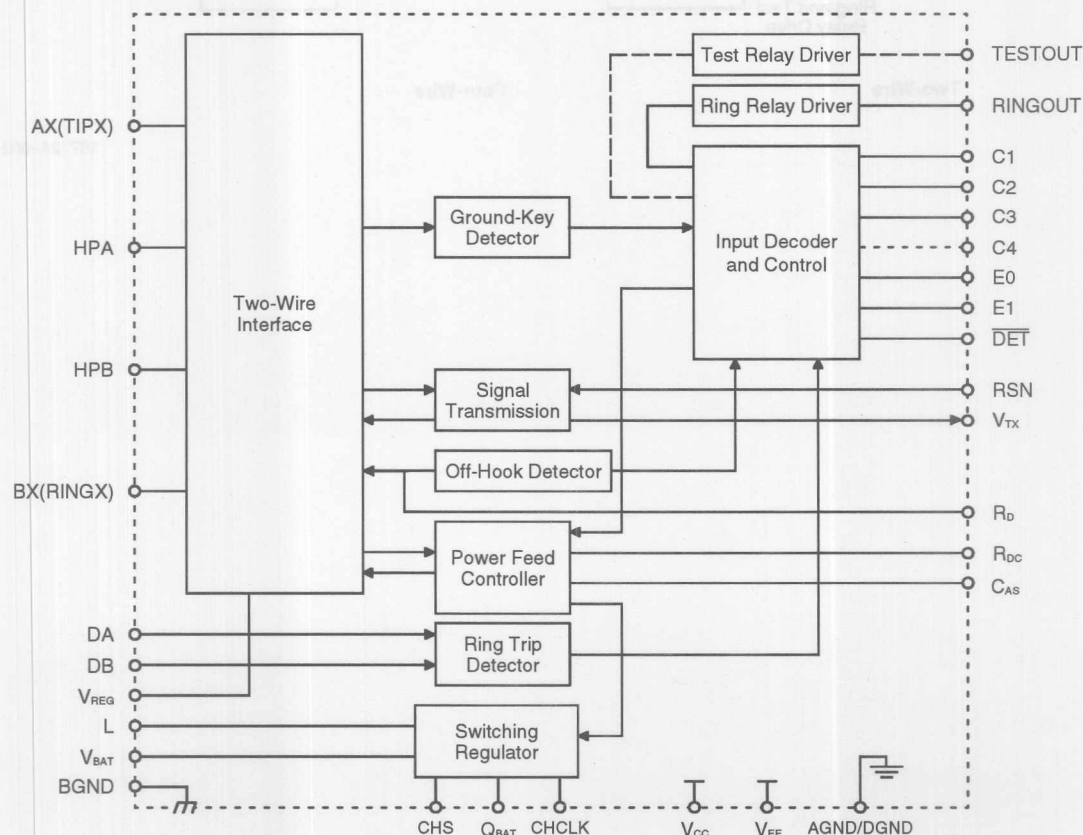 Test Relay Driver
TESTOUT
Ring Relay Driver
RINGOUT
AX(TIPX)
C1
C2
C3
C4
E0
E1
DET
Ground-Key
Detector
Input Decoder
and Control
HPA
Two-Wire
Interface
HPB
Signal
Transmission
RSN
VTX
Off-Hook Detector
BX(RINGX)
RD
Power Feed
Controller
RDC
CAS
DA
DB
Ring Trip
Detector
VREG
L
Switching
Regulator
VBAT
BGND
CHS
QBAT
CHCLK
VCC
VEE
AGND/DGND